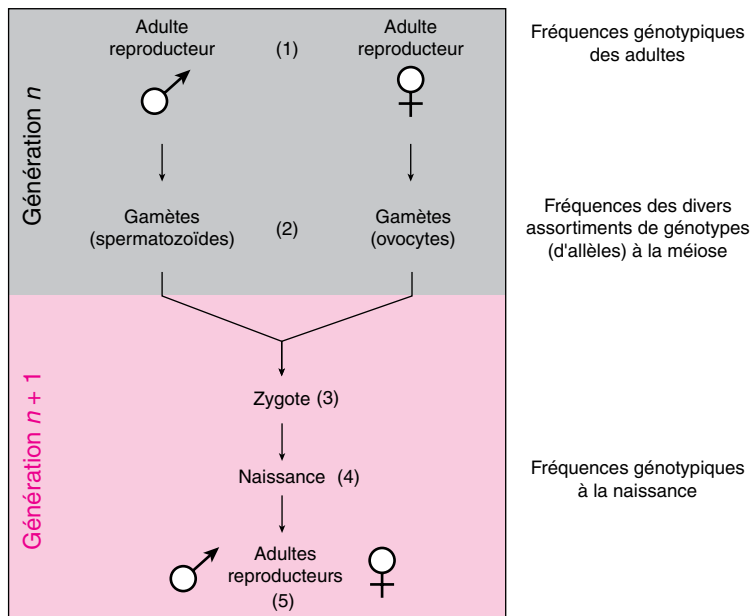 Adulte
reproducteur
(1)
Adulte
reproducteur
Fréquences génotypiques
des adultes
Génération n
Gamètes
(spermatozoïdes)
(2)
Gamètes
(ovocytes)
Fréquences des divers
assortiments de génotypes
(d'allèles) à la méiose
Génération n + 1
Zygote (3)
Naissance (4)
Fréquences génotypiques
à la naissance
Adultes
reproducteurs
(5)